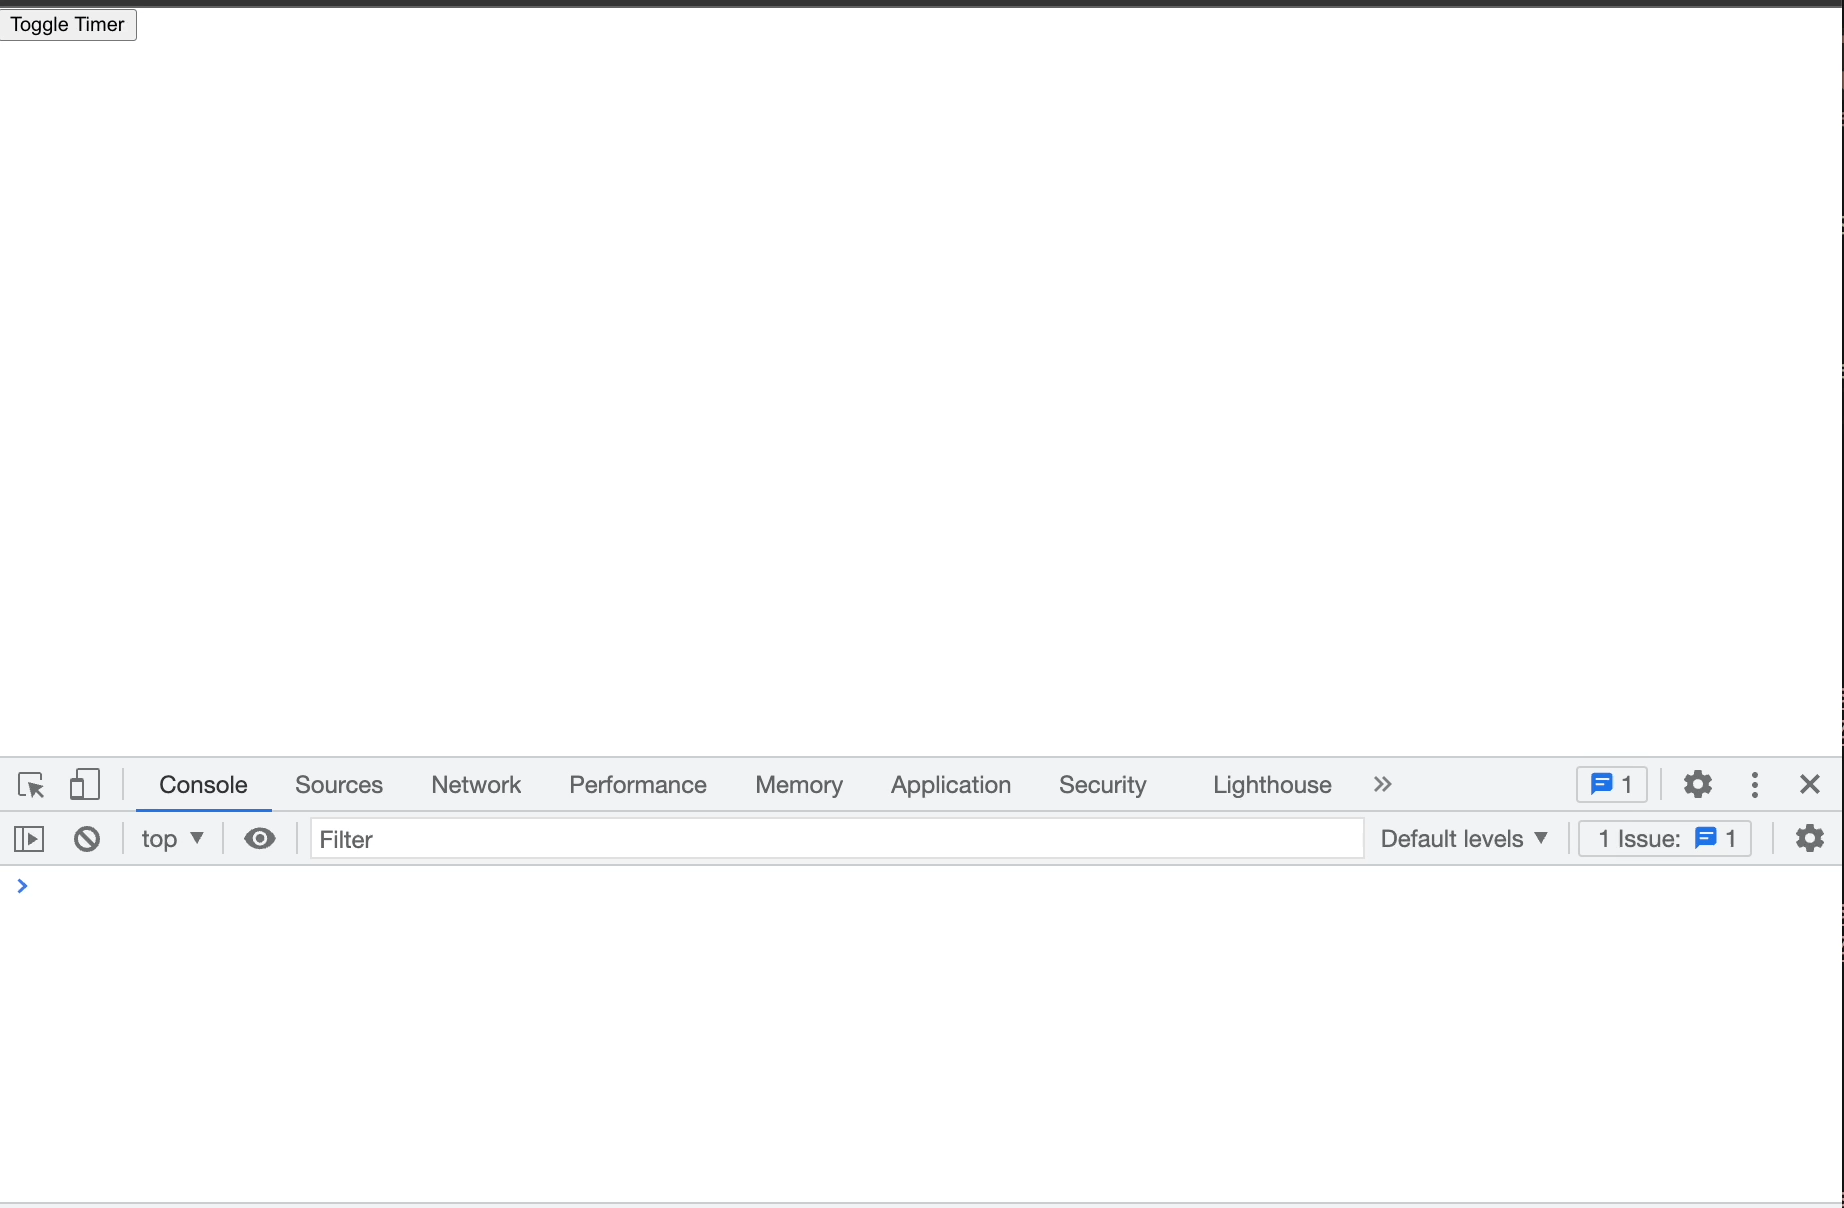 Toggle Timer
Console Sources Network Performance Memory Application Security Lighthouse 1
top Filter Default levels 1 Issue: 1